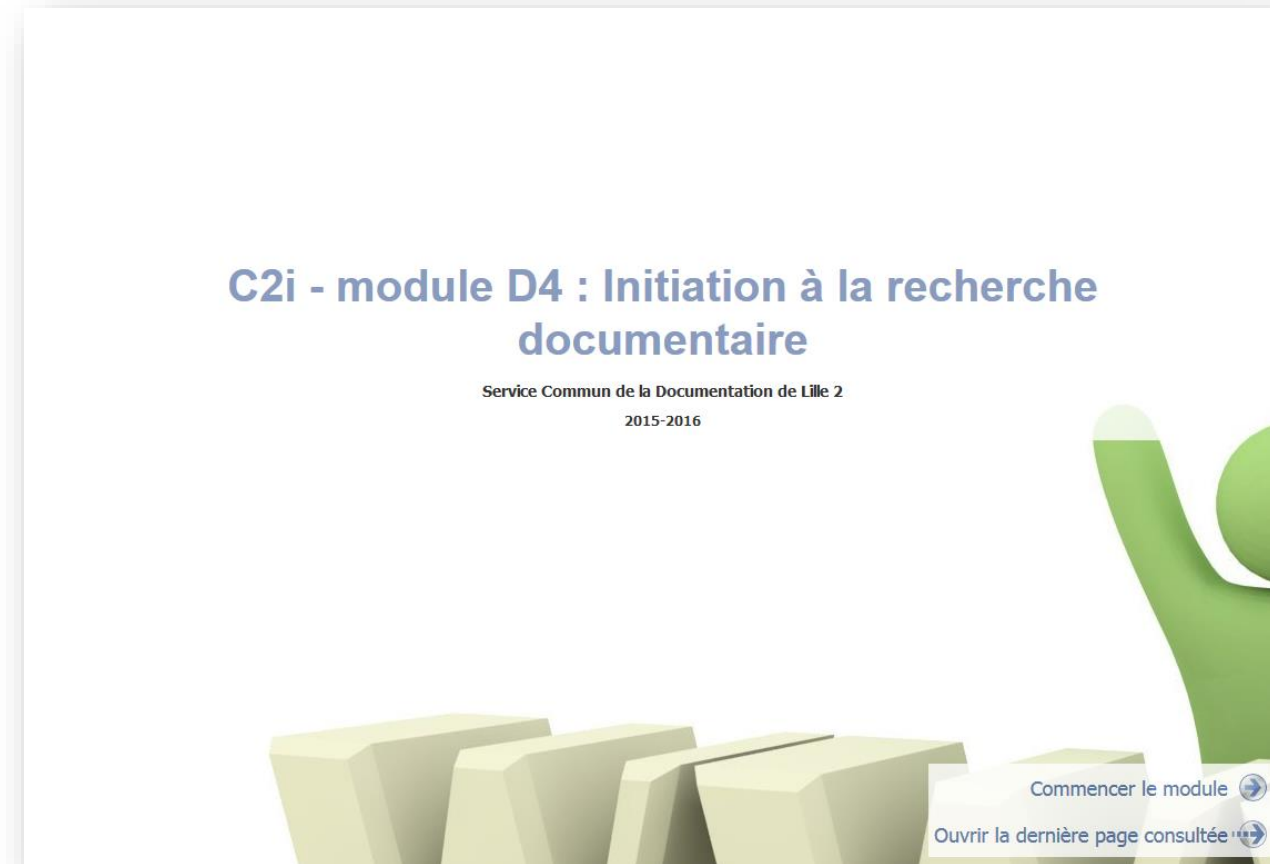 C2i - module D4 : Initiation à la recherche
documentaire
Service Commun de la Documentation de Lille 2
2015-2016
Commencer le module
Ouvrir la dernière page consultée